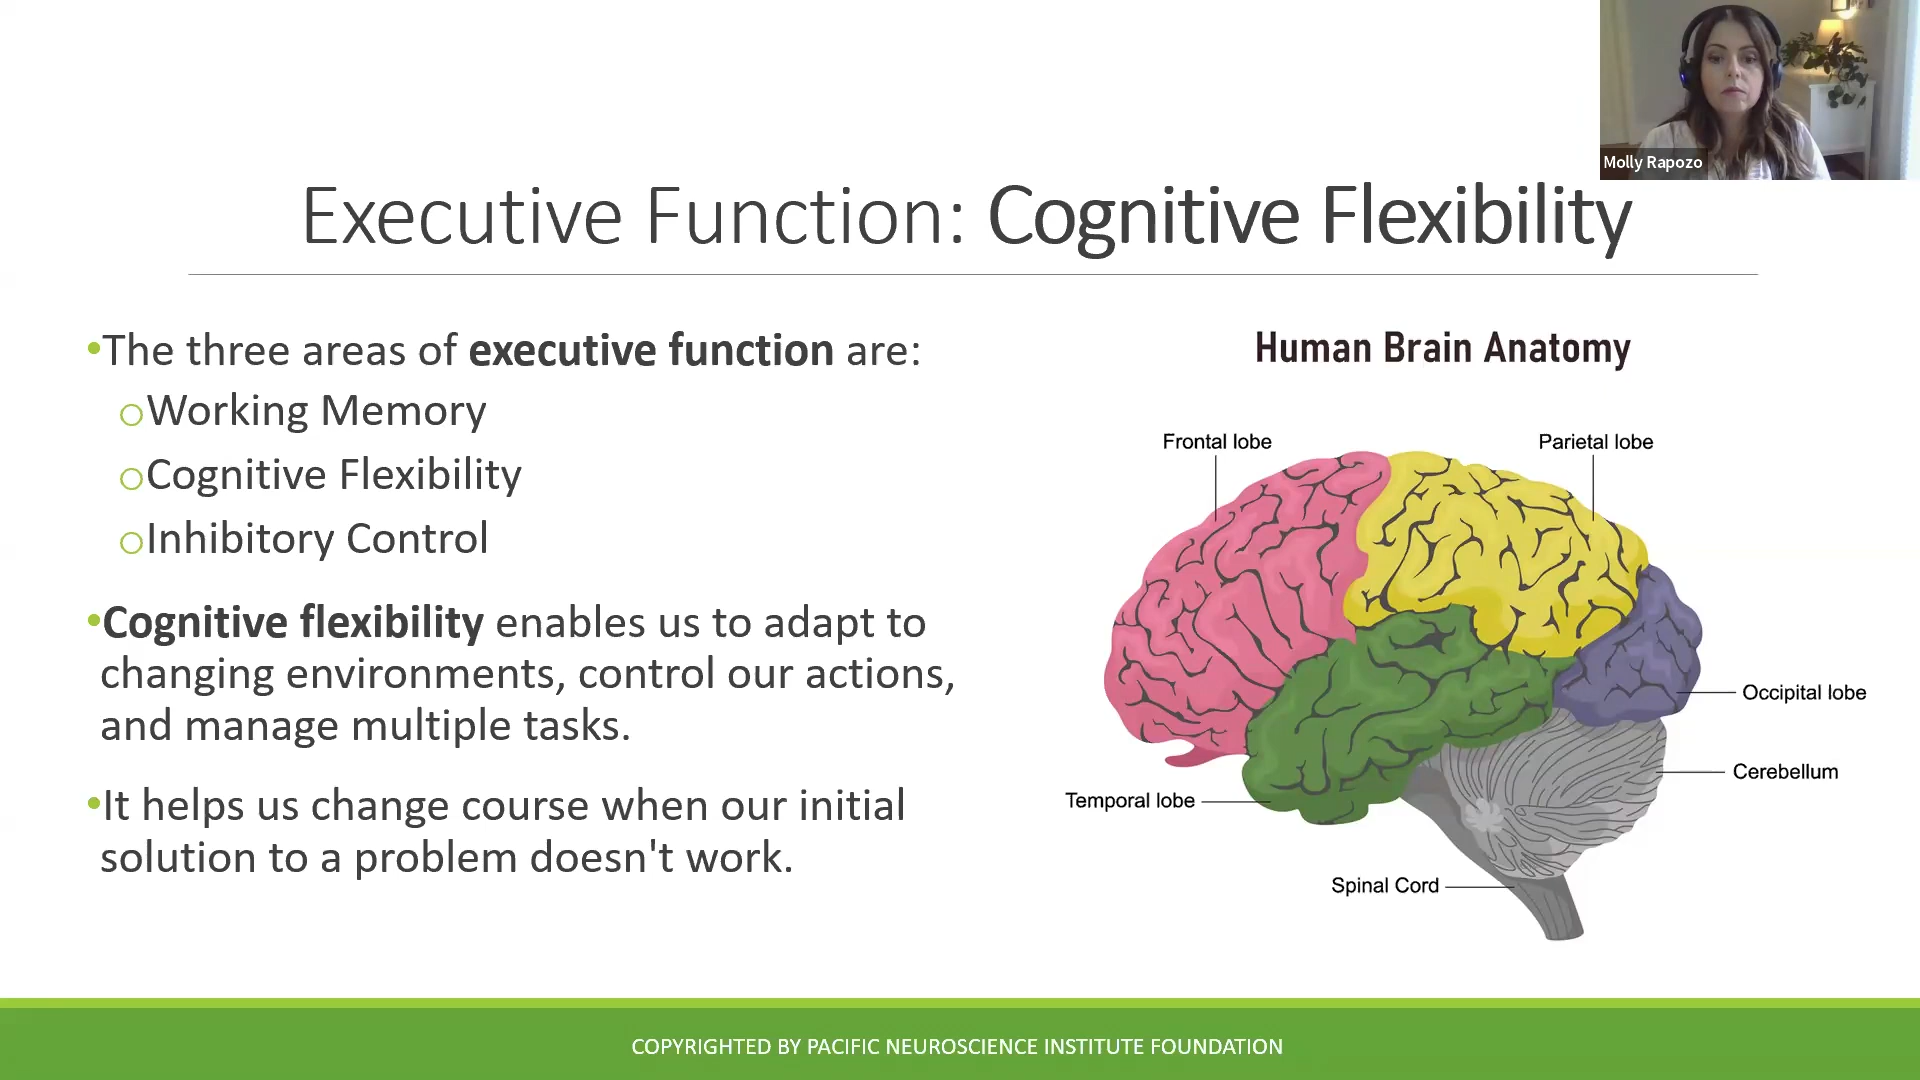 Molly Rapozo
Executive Function: Cognitive Flexibility
•The three areas of executive function are:
oWorking Memory
oCognitive Flexibility
oInhibitory Control
•Cognitive flexibility enables us to adapt to
changing environments, control our actions,
and manage multiple tasks.
•It helps us change course when our initial
solution to a problem doesn't work.
Human Brain Anatomy
Frontal lobe
Parietal lobe
Occipital lobe
Cerebellum
Temporal lobe
Spinal Cord
COPYRIGHTED BY PACIFIC NEUROSCIENCE INSTITUTE FOUNDATION